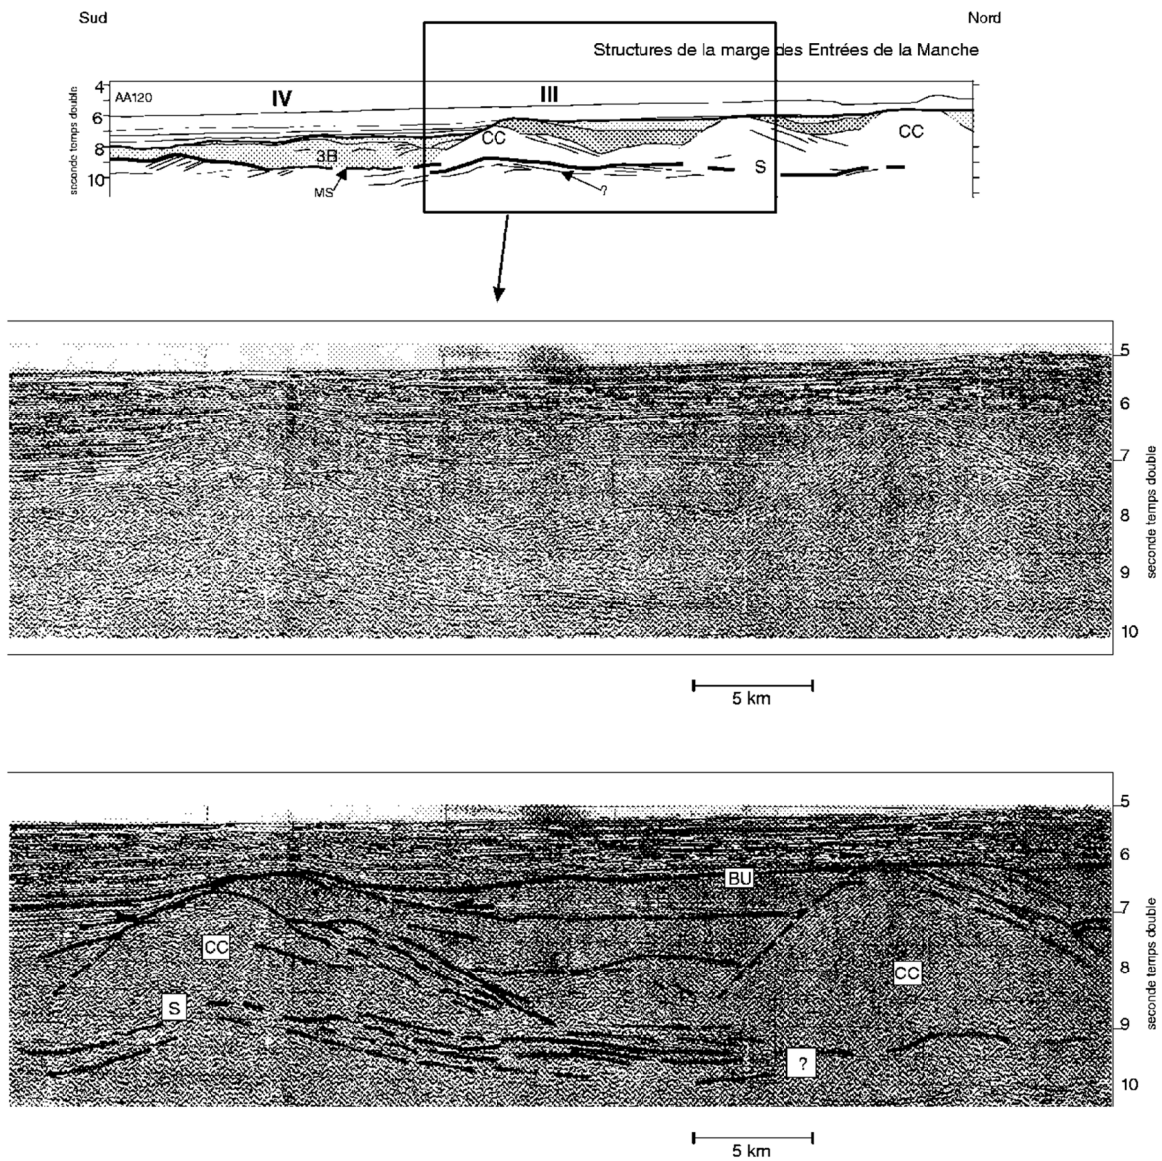 Sud
Nord
Structures de la marge des Entrées de la Manche
seconde temps double
4
6
8
10
AA120
IV
III
CC
CC
3B
S
MS
?
5
6
7
8
9
10
seconde temps double
5 km
5
6
7
8
9
10
seconde temps double
BU
CC
CC
S
?
5 km